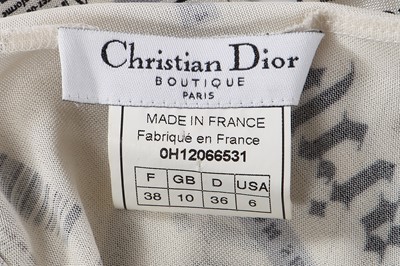 Christian Dior
BOUTIQUE
PARIS
MADE IN FRANCE
Fabriqué en France
0H12066531
F GB D USA
38 10 36 6